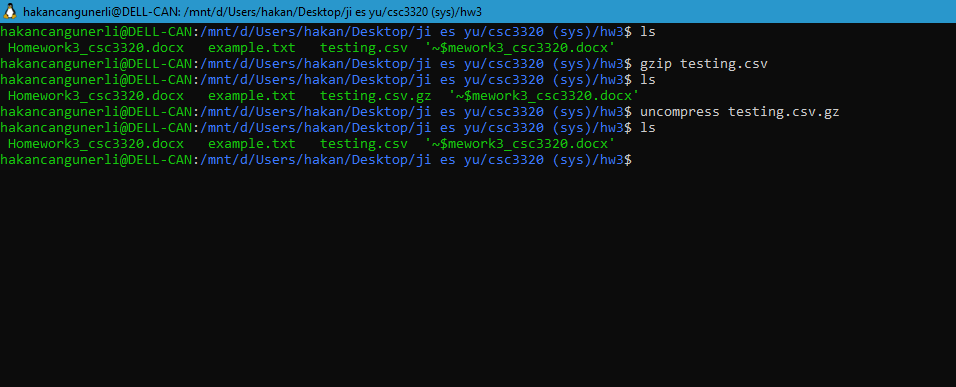 hakancangunerli@DELL-CAN: /mnt/d/Users/hakan/Desktop/ji es yu/csc3320 (sys)/hw3
hakancangunerli@DELL-CAN:/mnt/d/Users/hakan/Desktop/ji es yu/csc3320 (sys)/hw3$ ls
Homework3_csc3320.docx   example.txt   testing.csv  '~$mework3_csc3320.docx'
hakancangunerli@DELL-CAN:/mnt/d/Users/hakan/Desktop/ji es yu/csc3320 (sys)/hw3$ gzip testing.csv
hakancangunerli@DELL-CAN:/mnt/d/Users/hakan/Desktop/ji es yu/csc3320 (sys)/hw3$ ls
Homework3_csc3320.docx   example.txt   testing.csv.gz  '~$mework3_csc3320.docx'
hakancangunerli@DELL-CAN:/mnt/d/Users/hakan/Desktop/ji es yu/csc3320 (sys)/hw3$ uncompress testing.csv.gz
hakancangunerli@DELL-CAN:/mnt/d/Users/hakan/Desktop/ji es yu/csc3320 (sys)/hw3$ ls
Homework3_csc3320.docx   example.txt   testing.csv  '~$mework3_csc3320.docx'
hakancangunerli@DELL-CAN:/mnt/d/Users/hakan/Desktop/ji es yu/csc3320 (sys)/hw3$